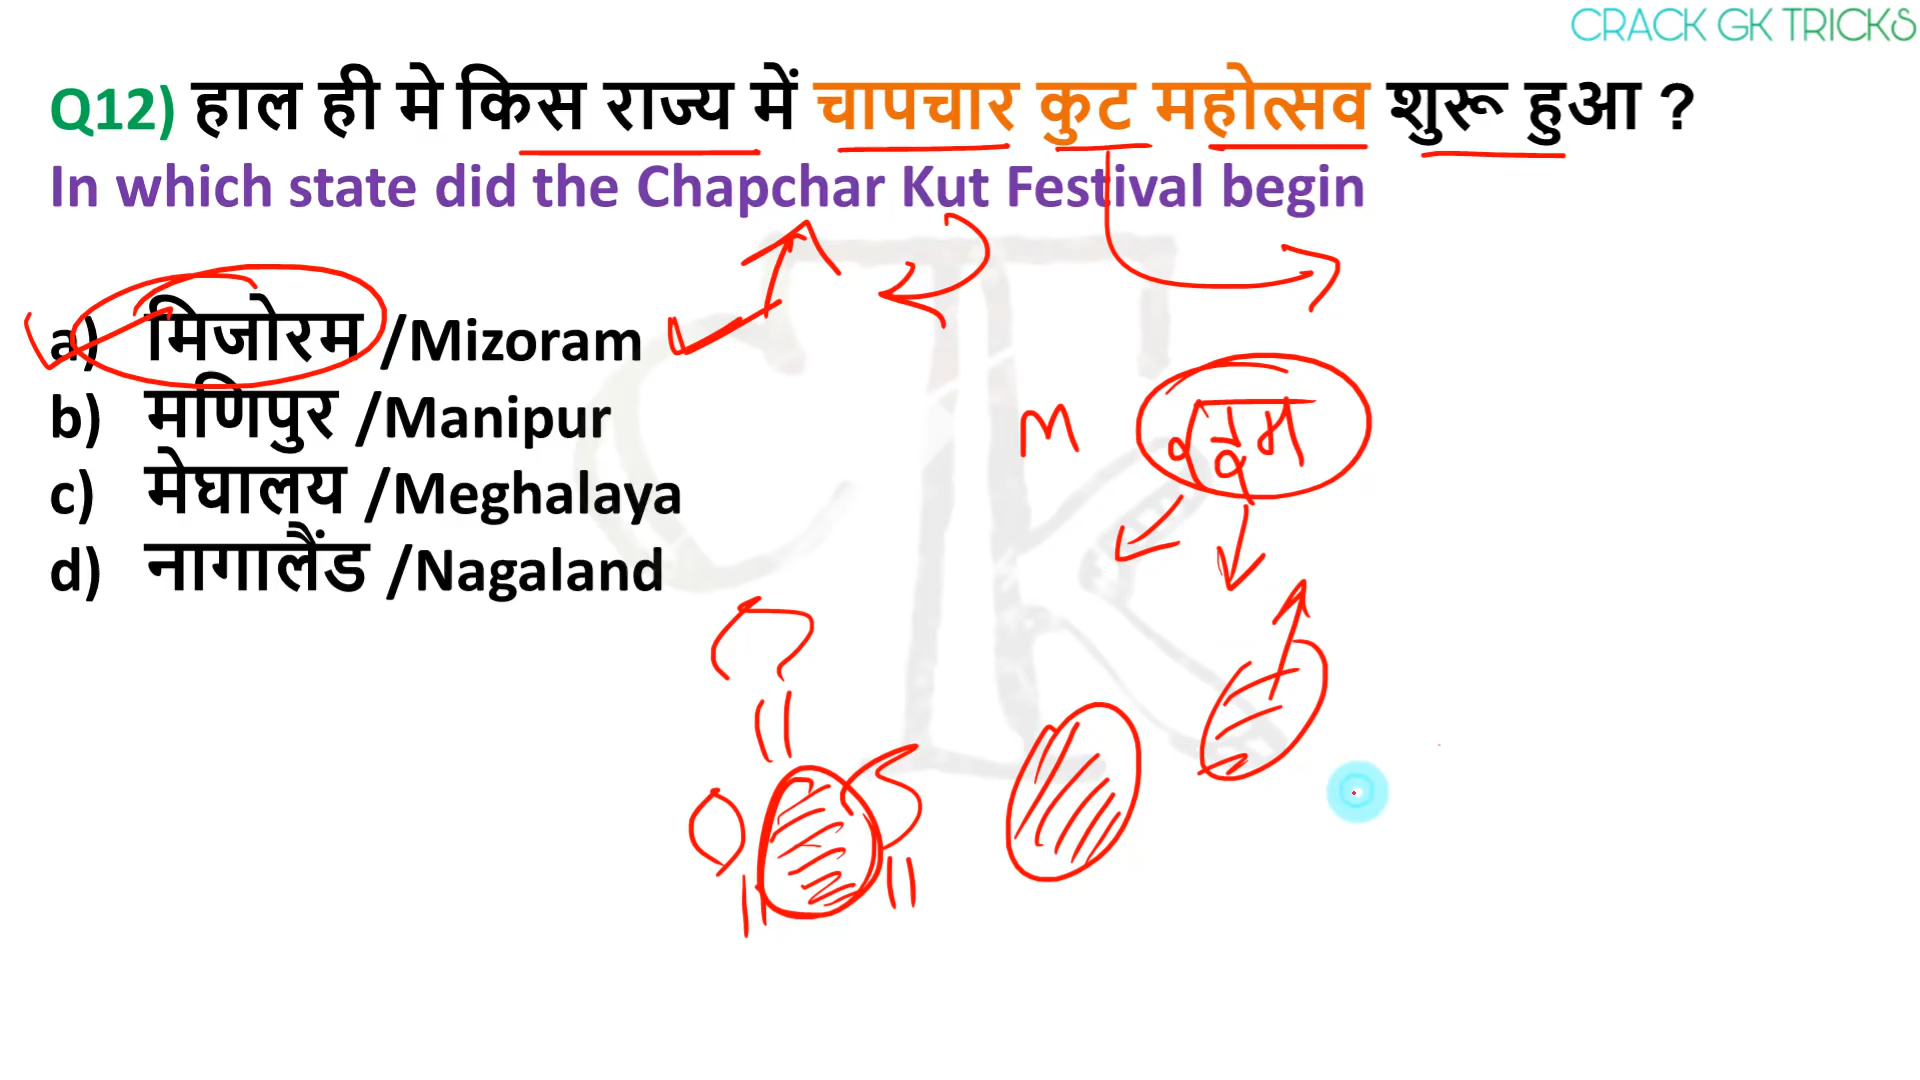 CRACK GK TRICKS
Q12) हाल ही मे किस राज्य में चापचार कुट महोत्सव शुरू हुआ ?
In which state did the Chapchar Kut Festival begin
a) मिजोरम /Mizoram
b) मणिपुर /Manipur
c) मेघालय /Meghalaya
d) नागालैंड /Nagaland
M